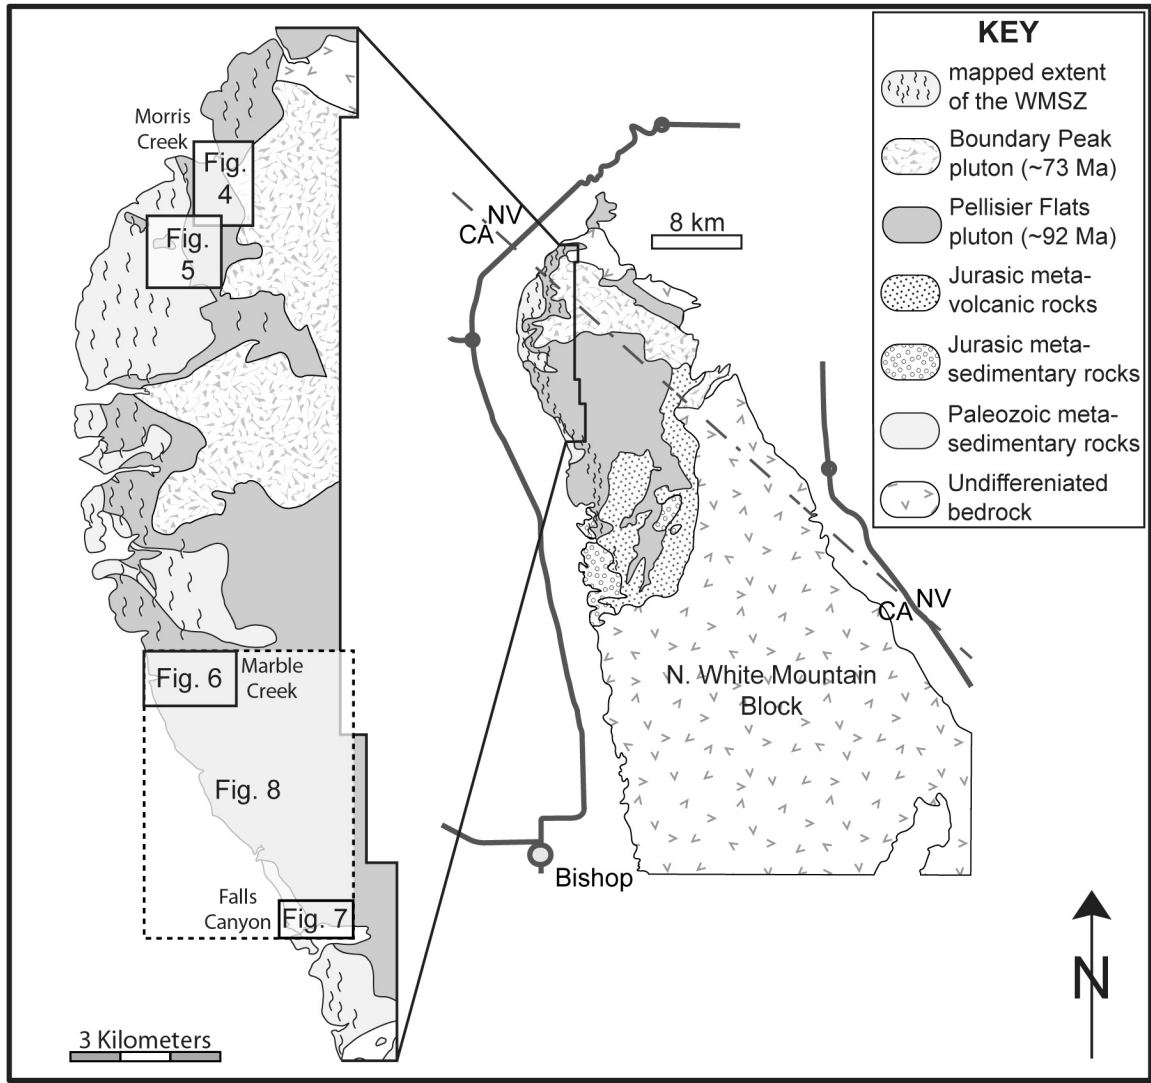 KEY
mapped extent
of the WMSZ
Boundary Peak
pluton (~73 Ma)
Pellisier Flats
pluton (~92 Ma)
Jurasic meta-
volcanic rocks
Jurasic meta-
sedimentary rocks
Paleozoic meta-
sedimentary rocks
Undiffereniated
bedrock
Morris
Creek
Fig.
4
Fig.
5
NV
CA
8 km
Fig. 6
Marble
Creek
Fig. 8
Falls
Canyon
Fig. 7
3 Kilometers
N. White Mountain
Block
NV
CA
Bishop
N